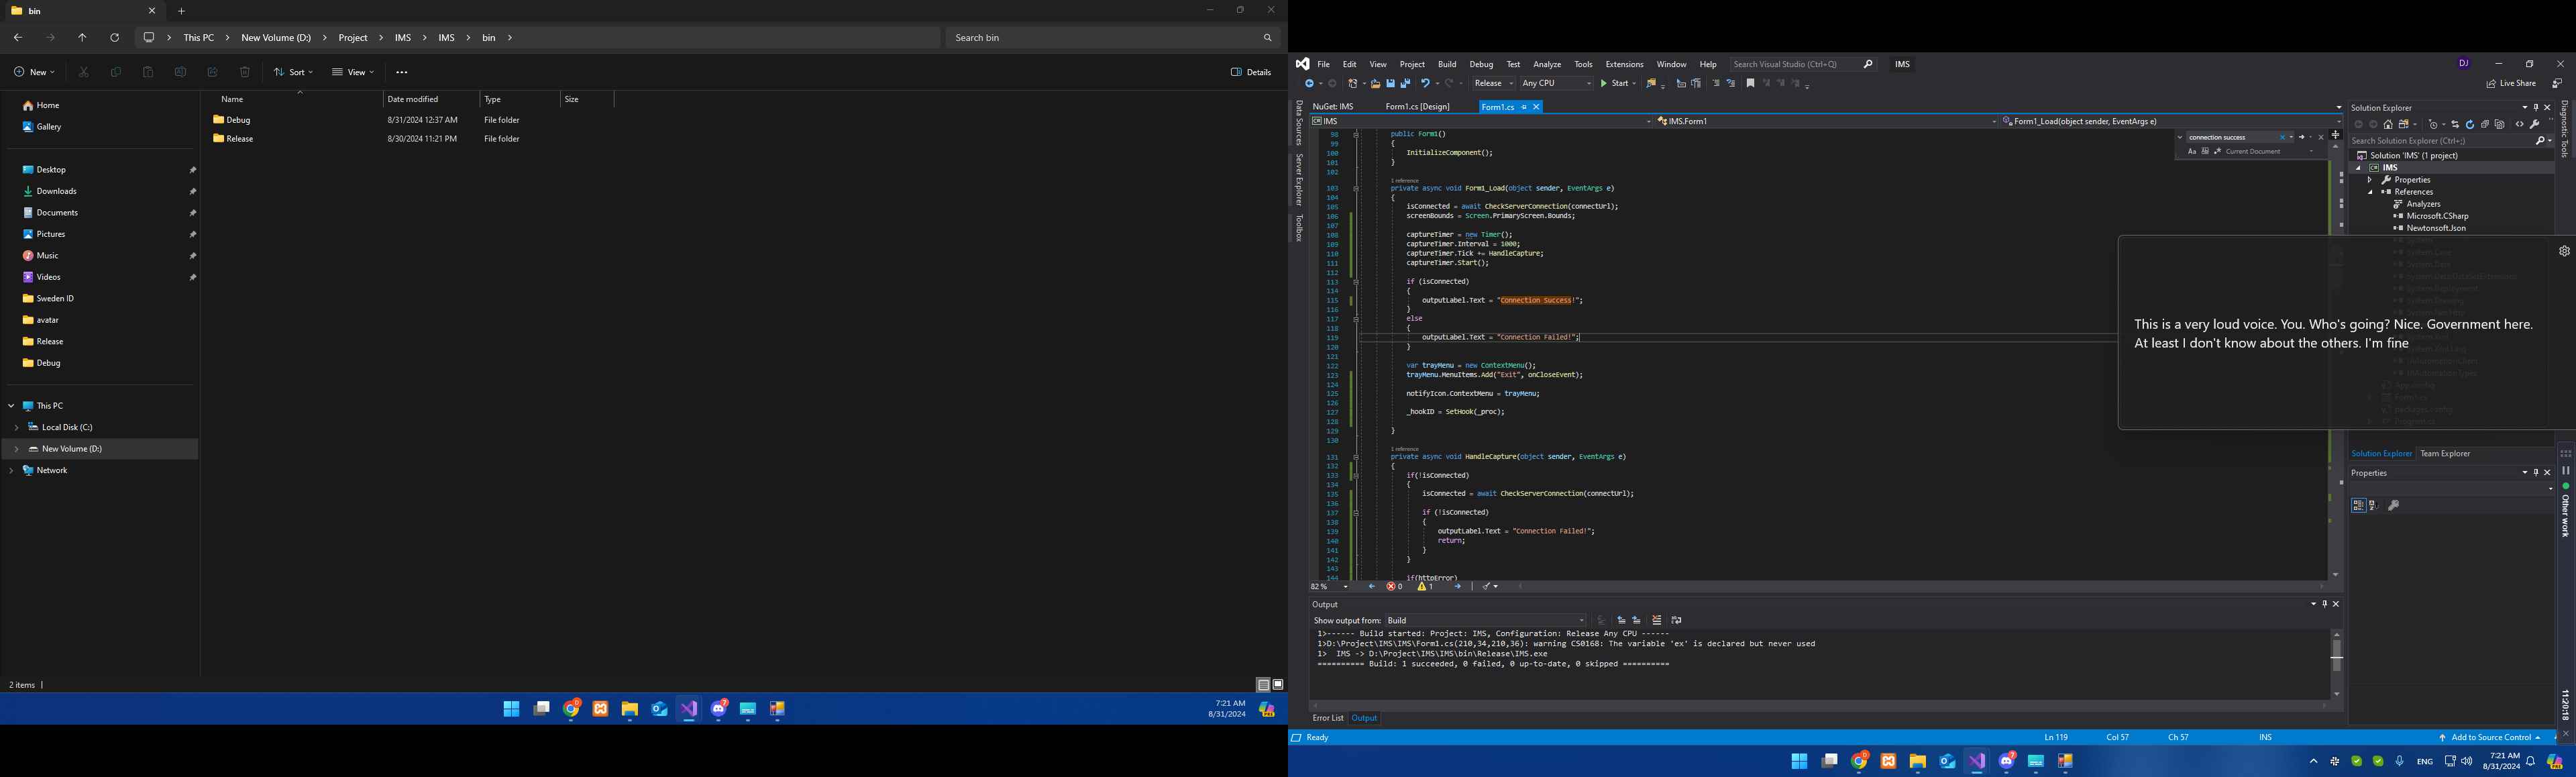 bin
This PC > New Volume (D:) > Project > IMS > IMS > bin >
Search bin
New
Sort
View
Details
Name
Date modified
Type
Size
Debug
8/31/2024 12:37 AM
File folder
Release
8/30/2024 11:21 PM
File folder
Home
Gallery
Desktop
Downloads
Documents
Pictures
Music
Videos
Sweden ID
avatar
Release
Debug
This PC
Local Disk (C:)
New Volume (D:)
Network
2 items
7:21 AM
8/31/2024
File Edit View Project Build Debug Test Analyze Tools Extensions Window Help
Search Visual Studio (Ctrl+Q)
IMS
DJ
Release
Any CPU
Start
Live Share
Data Sources
Server Explorer
Toolbox
NuGet: IMS
Form1.cs [Design]
Form1.cs
IMS
IMS.Form1
Form1_Load(object sender, EventArgs e)
connection success
Current Document
98 public Form1()
99 {
100 InitializeComponent();
101 }
102
1 reference
103 private async void Form1_Load(object sender, EventArgs e)
104 {
105 isConnected = await CheckServerConnection(connectUrl);
106 screenBounds = Screen.PrimaryScreen.Bounds;
107
108 captureTimer = new Timer();
109 captureTimer.Interval = 1000;
110 captureTimer.Tick += HandleCapture;
111 captureTimer.Start();
112
113 if (isConnected)
114 {
115 outputLabel.Text = "Connection Success!";
116 }
117 else
118 {
119 outputLabel.Text = "Connection Failed!";
120 }
121
122 var trayMenu = new ContextMenu();
123 trayMenu.MenuItems.Add("Exit", onCloseEvent);
124
125 notifyIcon.ContextMenu = trayMenu;
126
127 _hookID = SetHook(_proc);
128
129 }
130
1 reference
131 private async void HandleCapture(object sender, EventArgs e)
132 {
133 if(!isConnected)
134 {
135 isConnected = await CheckServerConnection(connectUrl);
136
137 if (!isConnected)
138 {
139 outputLabel.Text = "Connection Failed!";
140 return;
141 }
142 }
143
144 if(httpError)
82 %
0
1
Output
Show output from: Build
1>------ Build started: Project: IMS, Configuration: Release Any CPU ------
1>D:\Project\IMS\IMS\Form1.cs(210,34,210,36): warning CS0168: The variable 'ex' is declared but never used
1> IMS -> D:\Project\IMS\IMS\bin\Release\IMS.exe
========== Build: 1 succeeded, 0 failed, 0 up-to-date, 0 skipped ==========
Error List
Output
Ready
Ln 119
Col 57
Ch 57
INS
Add to Source Control
Solution Explorer
Search Solution Explorer (Ctrl+;)
Solution 'IMS' (1 project)
IMS
Properties
References
Analyzers
Microsoft.CSharp
Newtonsoft.Json
This is a very loud voice. You. Who's going? Nice. Government here.
At least I don't know about the others. I'm fine
Solution Explorer
Team Explorer
Properties
Diagnostic Tools
Other work
11:20:18
ENG
7:21 AM
8/31/2024